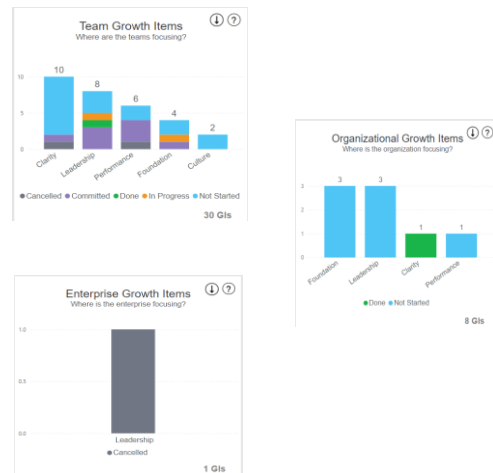 Team Growth Items
Where are the teams focusing?
10
8
6
4
2
10
5
0
Clarity
Leadership
Performance
Foundation
Culture
Cancelled Committed Done In Progress Not Started
30 GIs
Organizational Growth Items
Where is the organization focusing?
3
3
1
1
3
2
1
0
Foundation
Leadership
Clarity
Performance
Done Not Started
8 GIs
Enterprise Growth Items
Where is the enterprise focusing?
1.0
0.5
0.0
Leadership
Cancelled
1 GIs